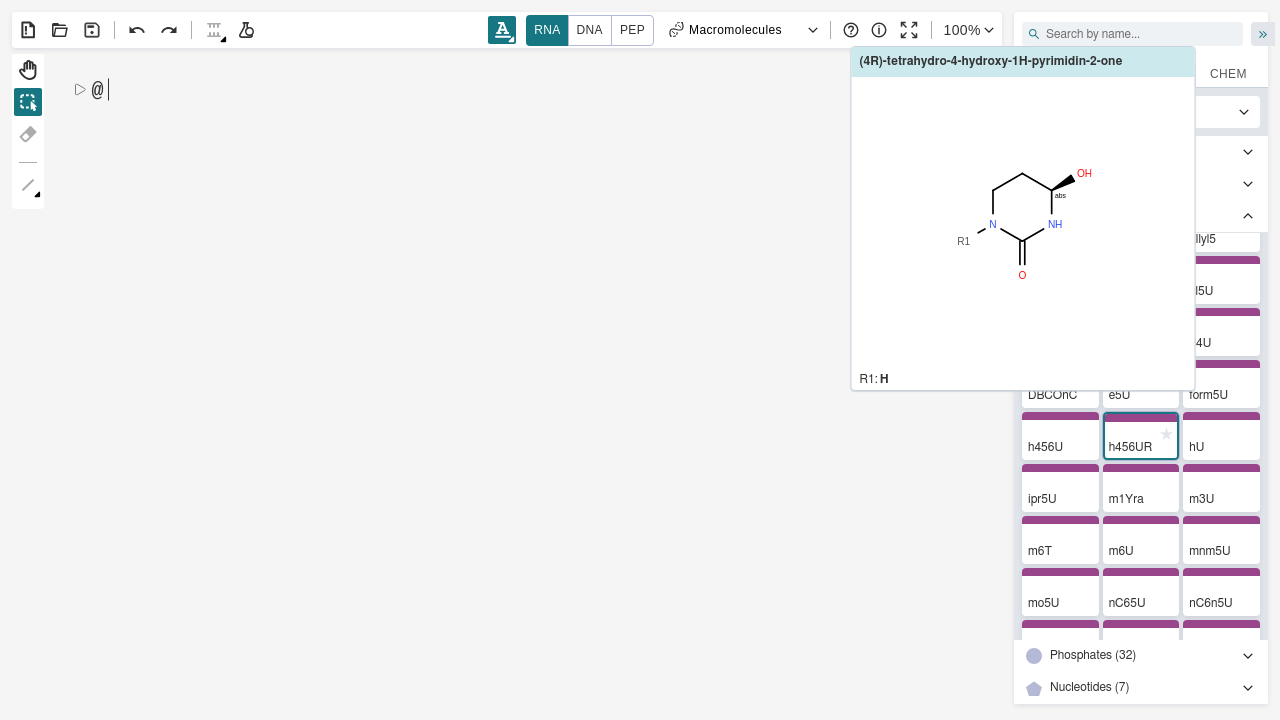 RNA DNA PEP Macromolecules 100% Search by name...
(4R)-tetrahydro-4-hydroxy-1H-pyrimidin-2-one
CHEM
@
OH
abs
N NH
R1
O
R1: H
5U
4U
DBCOnC e5U form5U
h456U h456UR hU
ipr5U m1Yra m3U
m6T m6U mnm5U
mo5U nC65U nC6n5U
Phosphates (32)
Nucleotides (7)